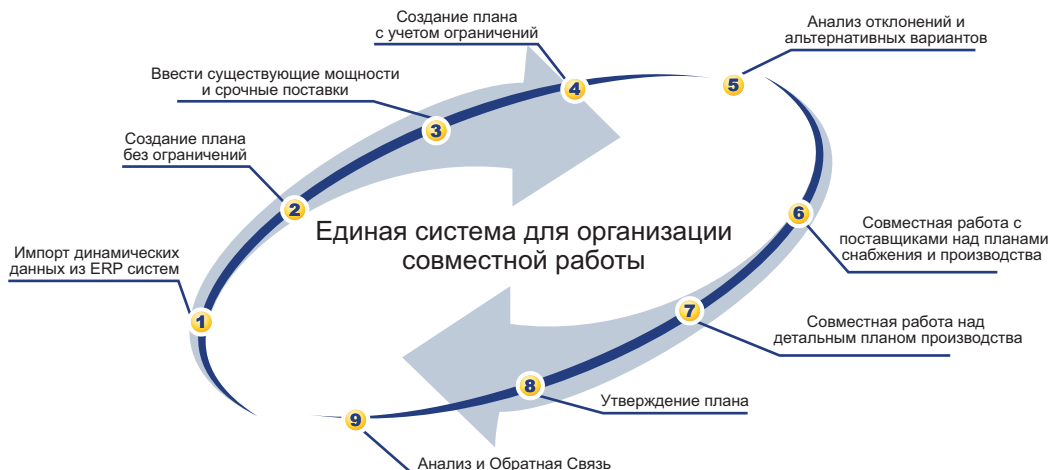 Создание плана
с учетом ограничений
4
Анализ отклонений и
альтернативных вариантов
5
Ввести существующие мощности
и срочные поставки
3
Создание плана
без ограничений
2
Единая система для организации
совместной работы
6
Совместная работа с
поставщиками над планами
снабжения и производства
Импорт динамических
данных из ERP систем
1
7
Совместная работа над
детальным планом производства
8
Утверждение плана
9
Анализ и Обратная Связь